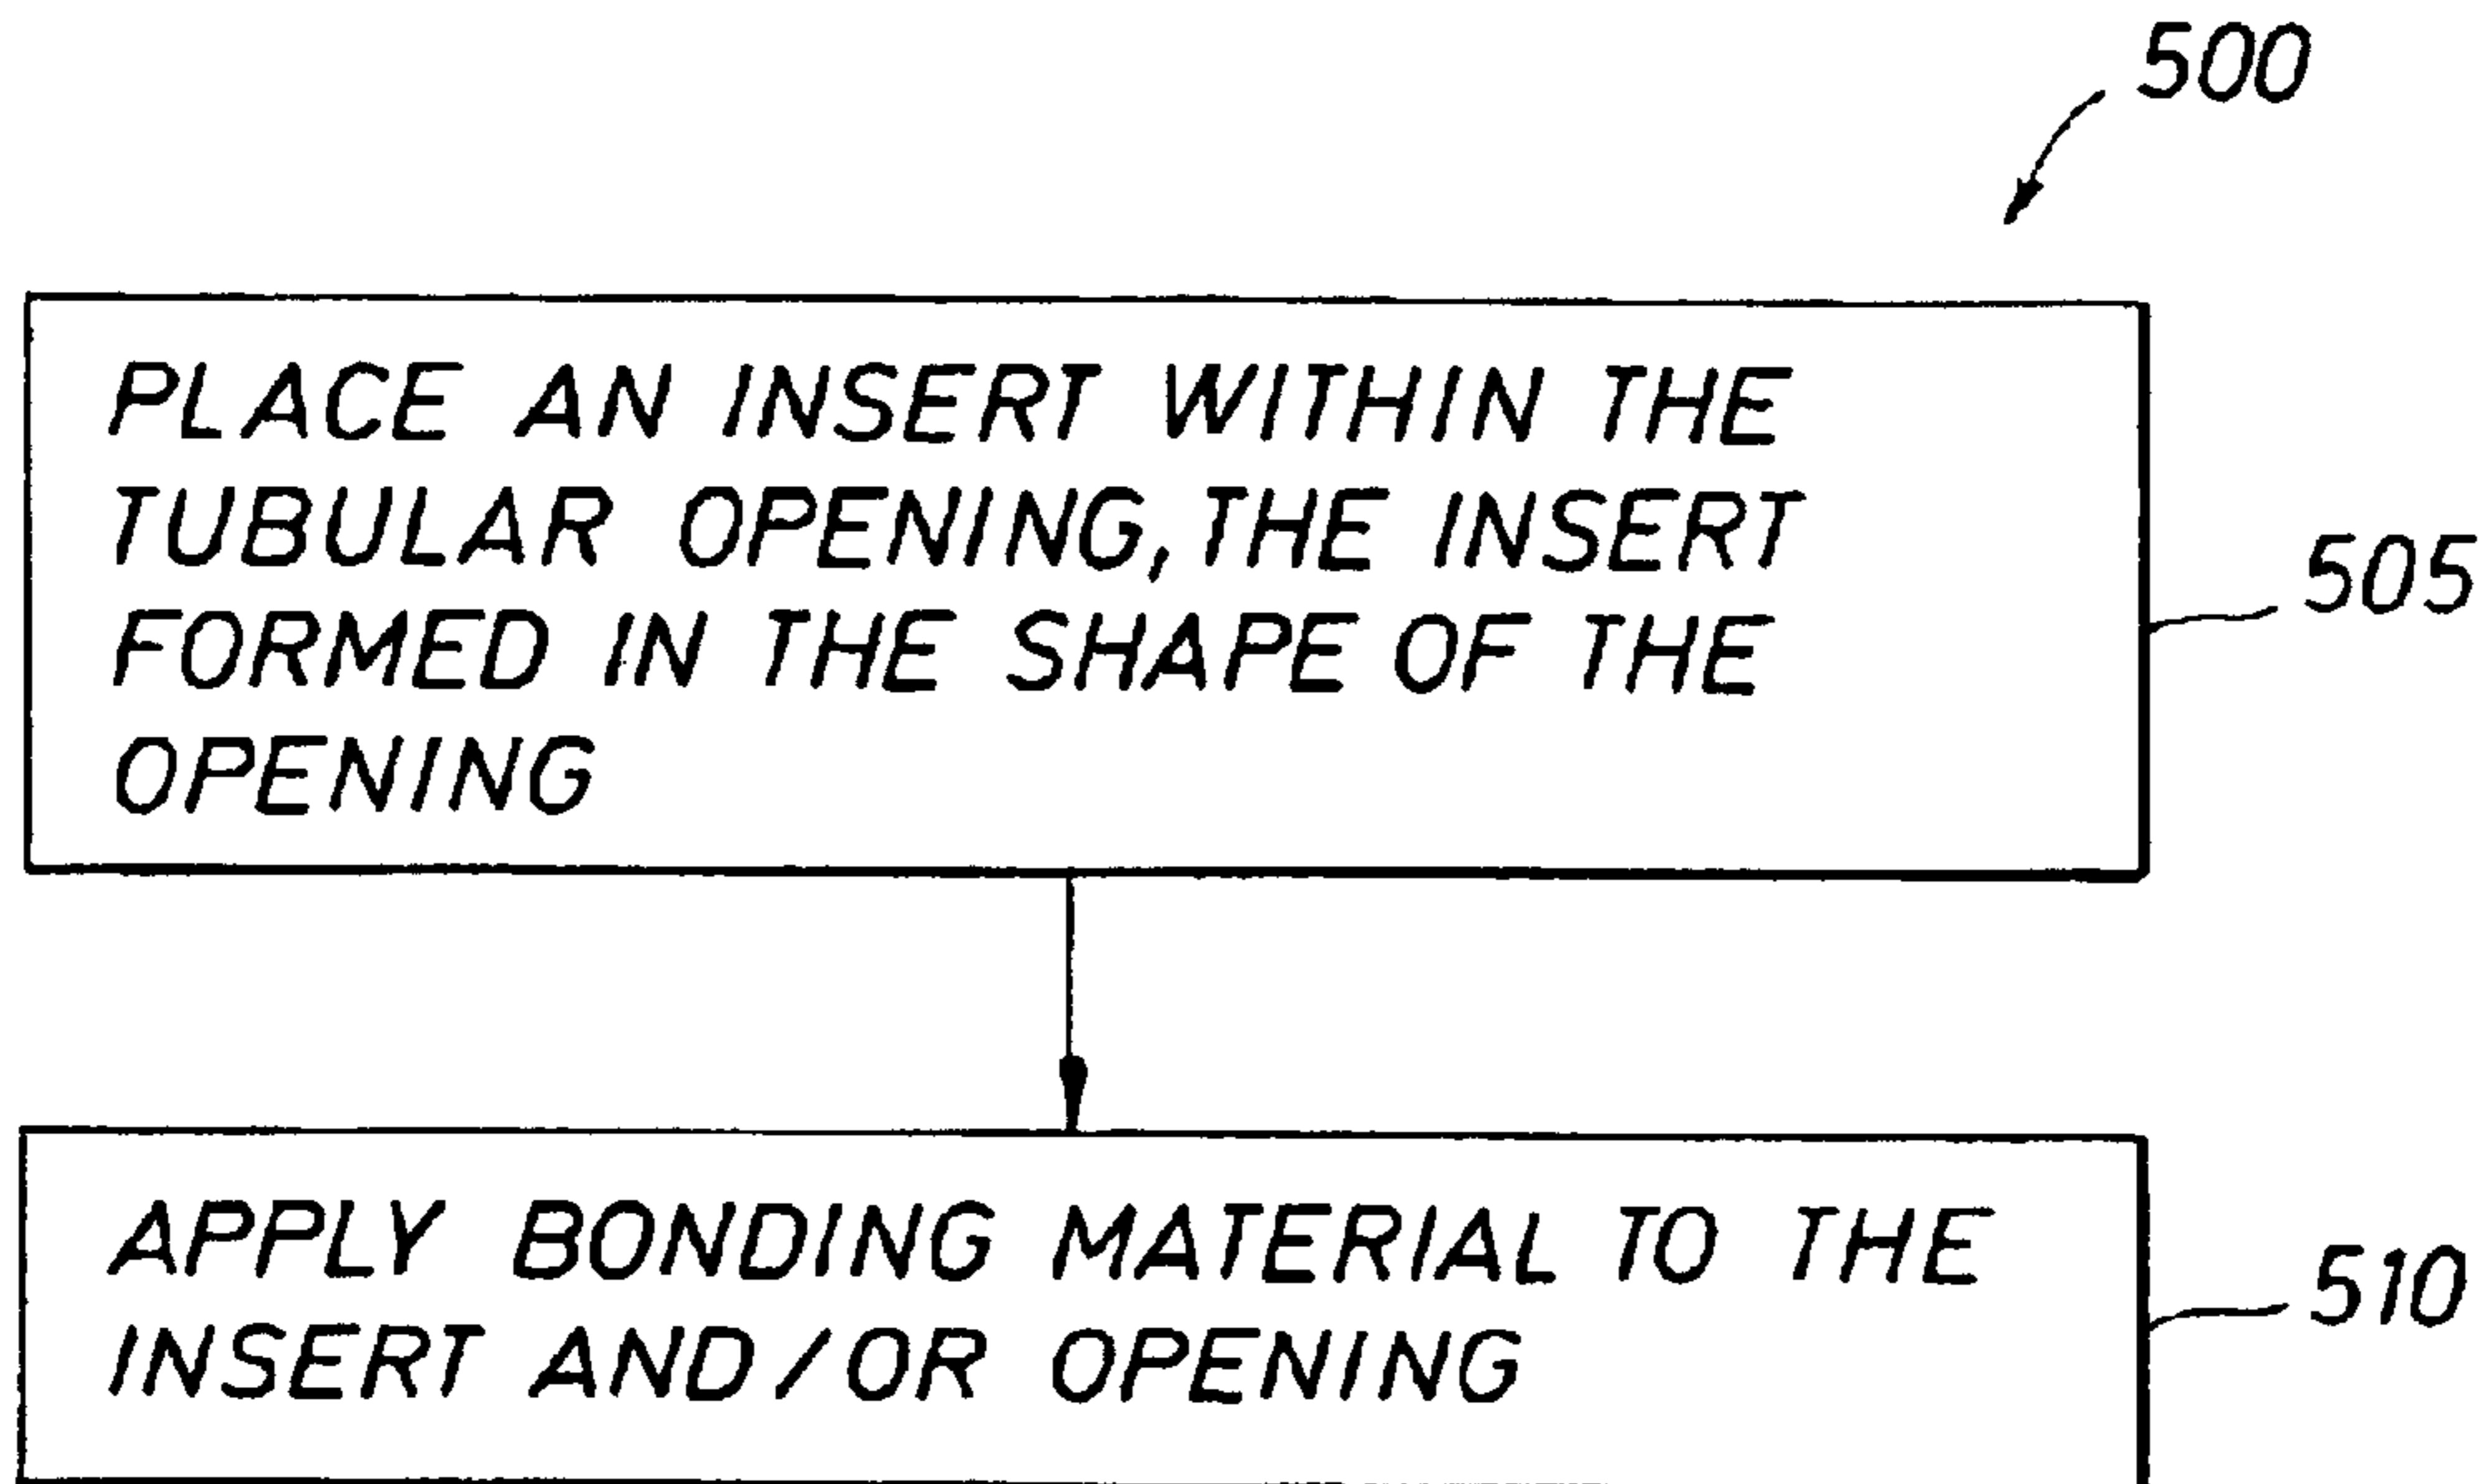 500
PLACE AN INSERT WITHIN THE
TUBULAR OPENING, THE INSERT
FORMED IN THE SHAPE OF THE
OPENING
505
APPLY BONDING MATERIAL TO THE
INSERT AND/OR OPENING
510